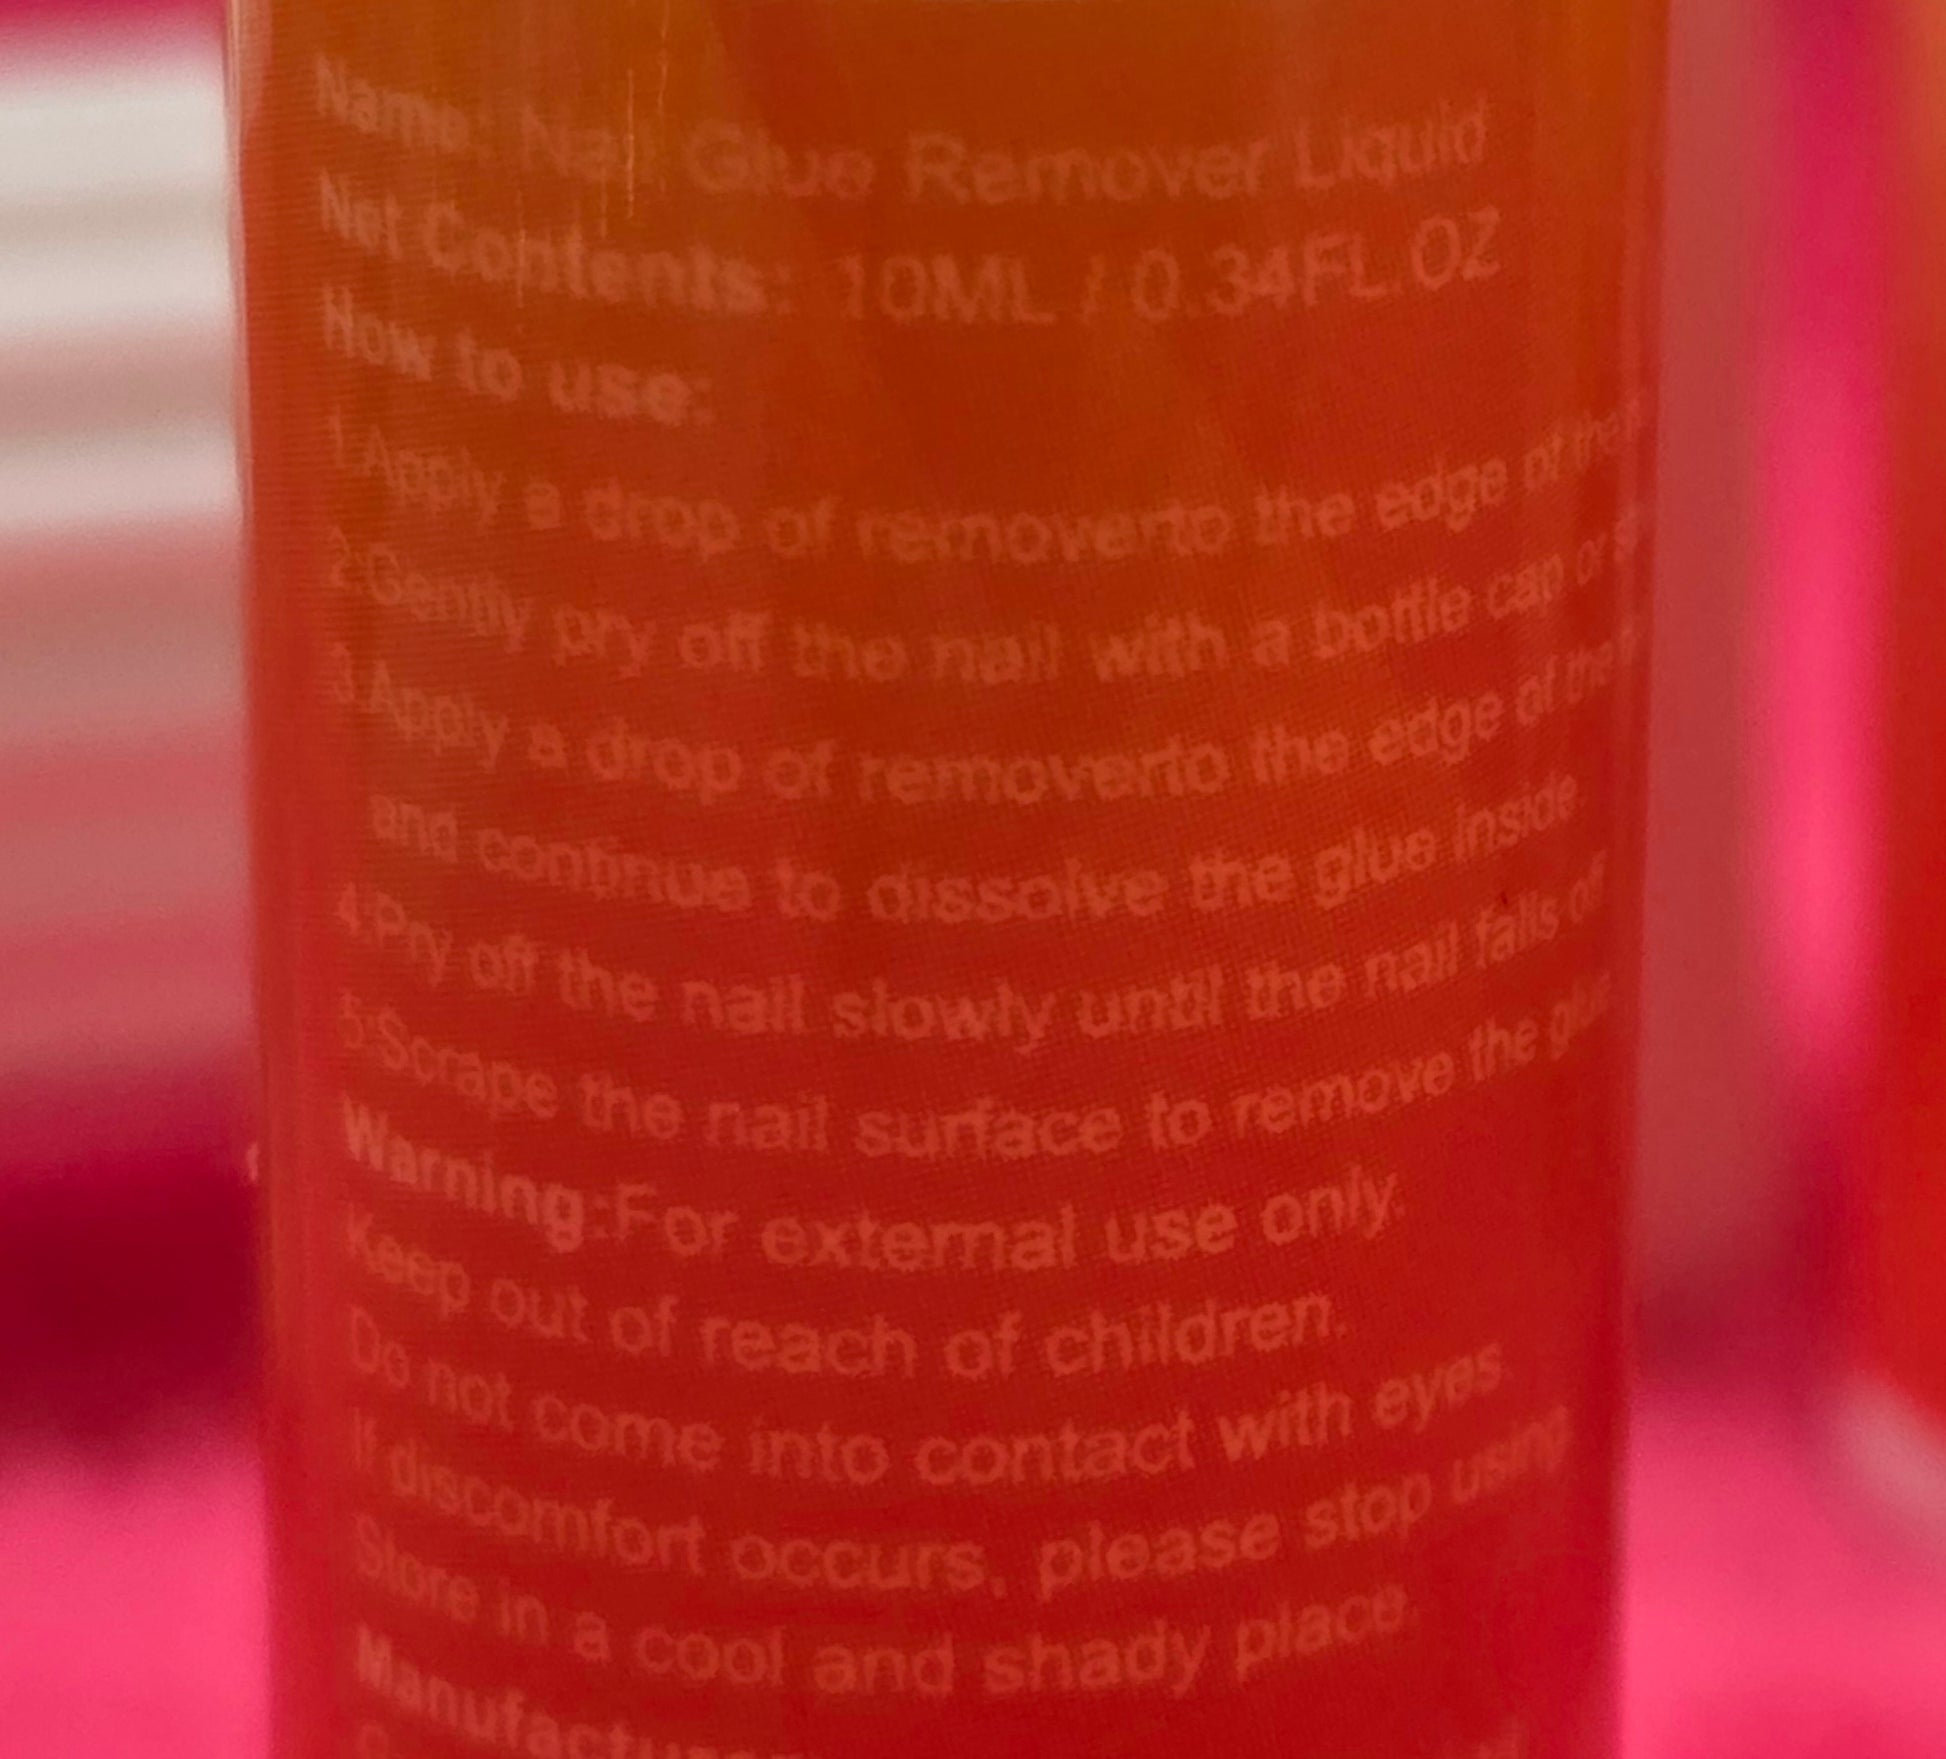 Name: Nail Glue Remover Liquid
Net Contents: 10ML / 0.34FL.OZ
How to use:
1.Apply a drop of removerto the edge of the
2.Gently pry off the nail with a bottle cap or
3.Apply a drop of removerto the edge of the
and continue to dissolve the glue inside.
4.Pry off the nail slowly until the nail falls off
5.Scrape the nail surface to remove the glue
Warning:For external use only.
Keep out of reach of children.
Do not come into contact with eyes.
If discomfort occurs, please stop using
Store in a cool and shady place.